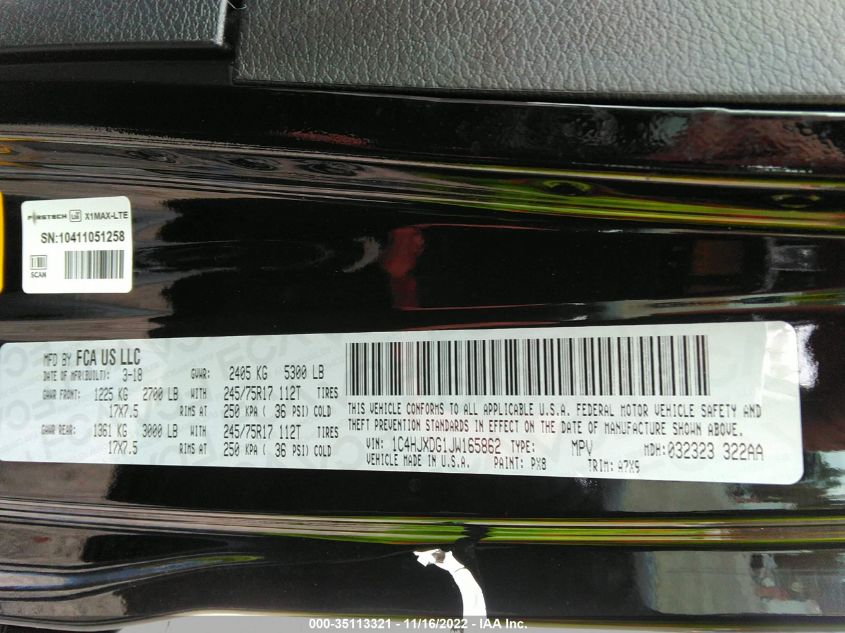 FIRSTECH X1MAX-LTE
SN:10411051258
SCAN
MFD BY FCA US LLC
DATE OF MFR(BUILT): 3-18 GVWR: 2405 KG 5300 LB
GAWR FRONT: 1225 KG 2700 LB WITH 245/75R17 112T TIRES
17X7.5 RIMS AT 250 KPA ( 36 PSI) COLD
GAWR REAR: 1361 KG 3000 LB WITH 245/75R17 112T TIRES
17X7.5 RIMS AT 250 KPA ( 36 PSI) COLD
THIS VEHICLE CONFORMS TO ALL APPLICABLE U.S.A. FEDERAL MOTOR VEHICLE SAFETY AND
THEFT PREVENTION STANDARDS IN EFFECT ON THE DATE OF MANUFACTURE SHOWN ABOVE.
VIN: 1C4HJXDG1JW165862 TYPE: MPV MDH: 032323 322AA
VEHICLE MADE IN U.S.A. PAINT: PX8 TRIM: A7X5
000-35113321 - 11/16/2022 - IAA Inc.